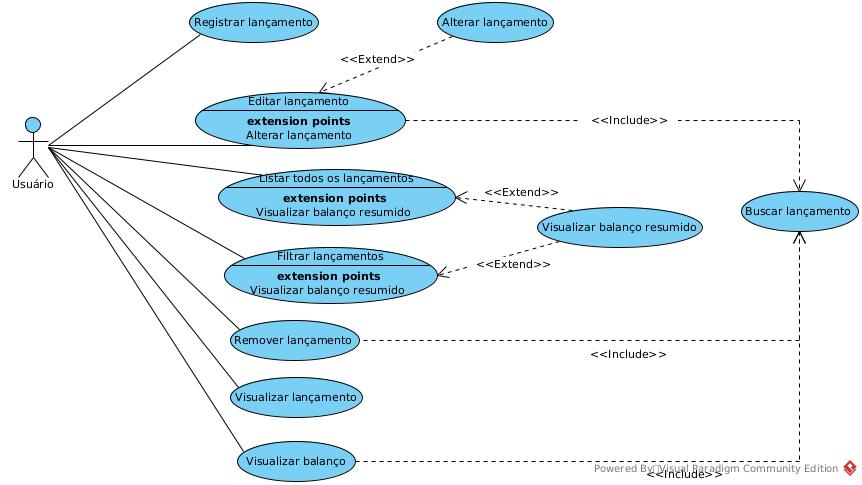 Registrar lançamento
Alterar lançamento
<<Extend>>
Editar lançamento
extension points
Alterar lançamento
<<Include>>
Usuário
Listar todos os lançamentos
extension points
Visualizar balanço resumido
<<Extend>>
Visualizar balanço resumido
Buscar lançamento
Filtrar lançamentos
extension points
Visualizar balanço resumido
<<Extend>>
Remover lançamento
<<Include>>
Visualizar lançamento
Visualizar balanço
Powered By Visual Paradigm Community Edition
<<Include>>